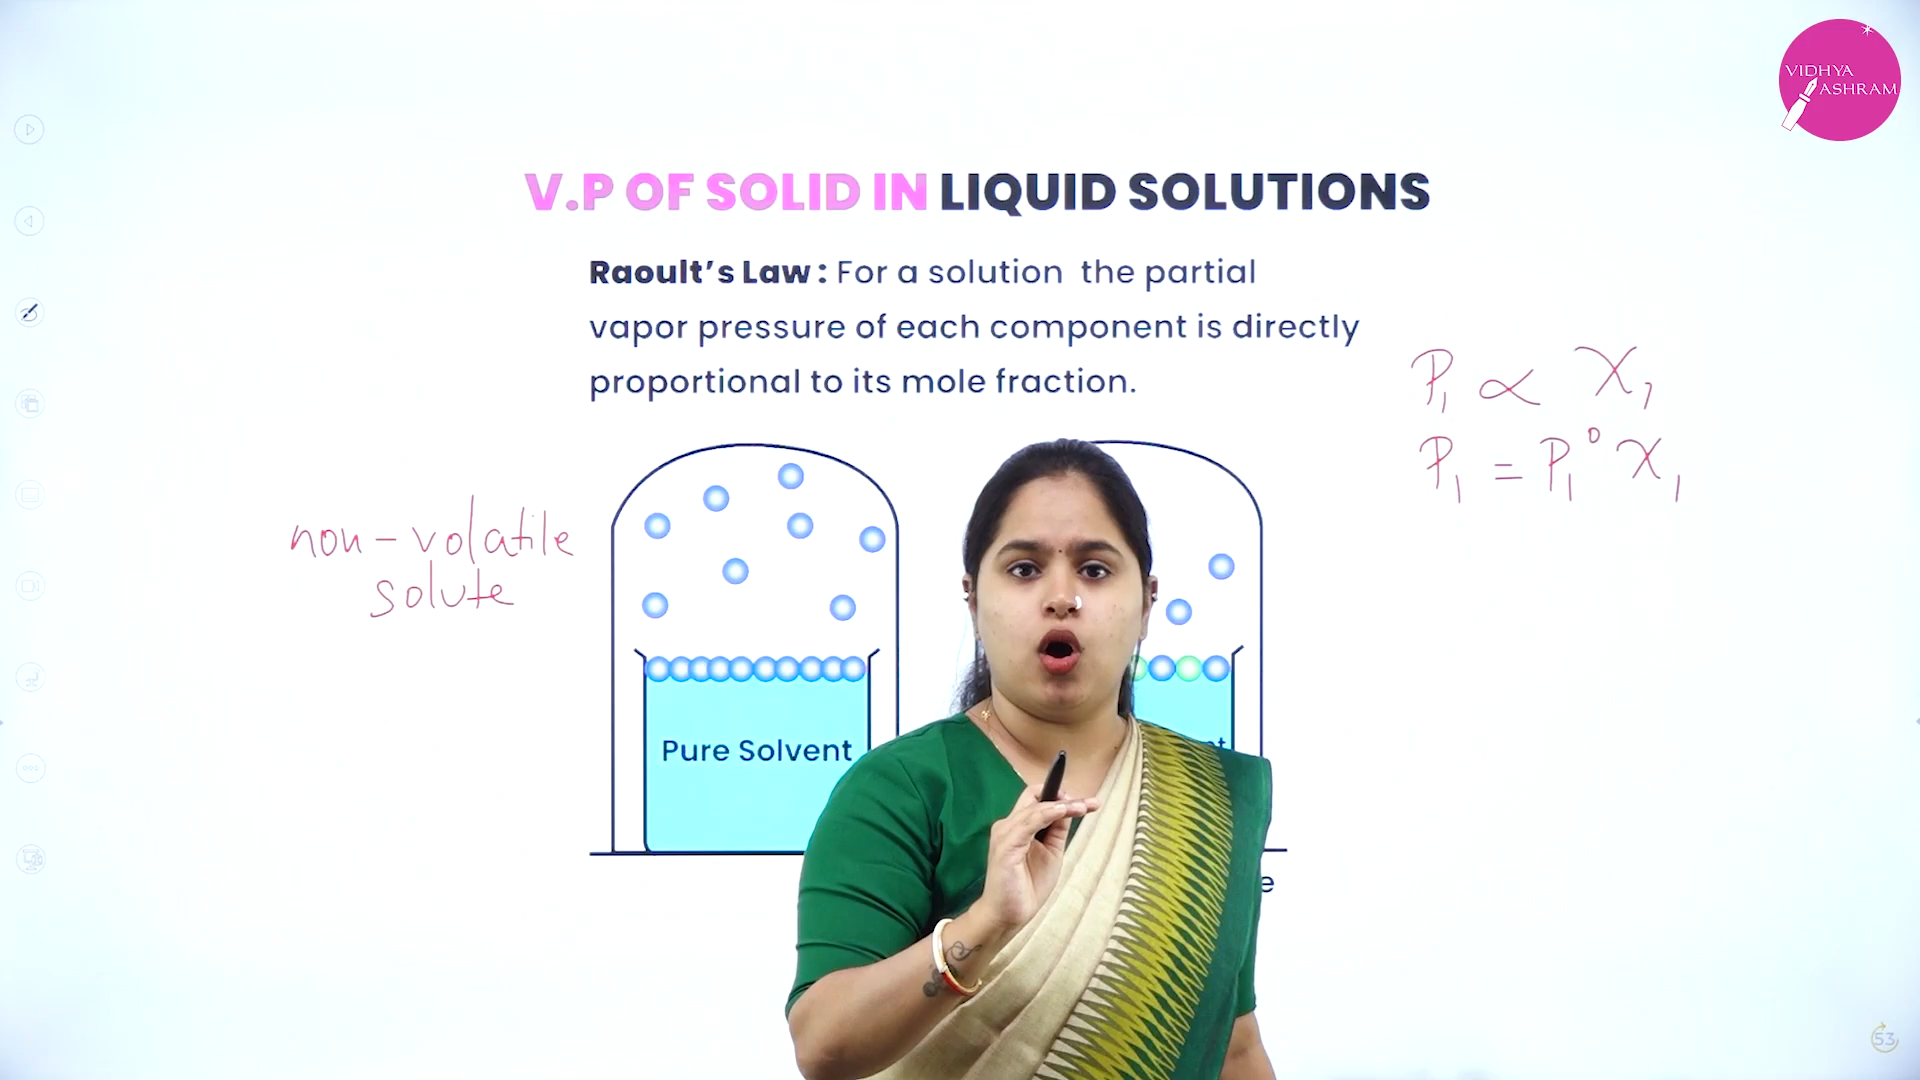 VIDHYA
ASHRAM
V.P OF SOLID IN LIQUID SOLUTIONS
Raoult's Law : For a solution the partial
vapor pressure of each component is directly
proportional to its mole fraction.
P₁ ∝ X₁
P₁ = P₁° X₁
non-volatile
solute
Pure Solvent
53